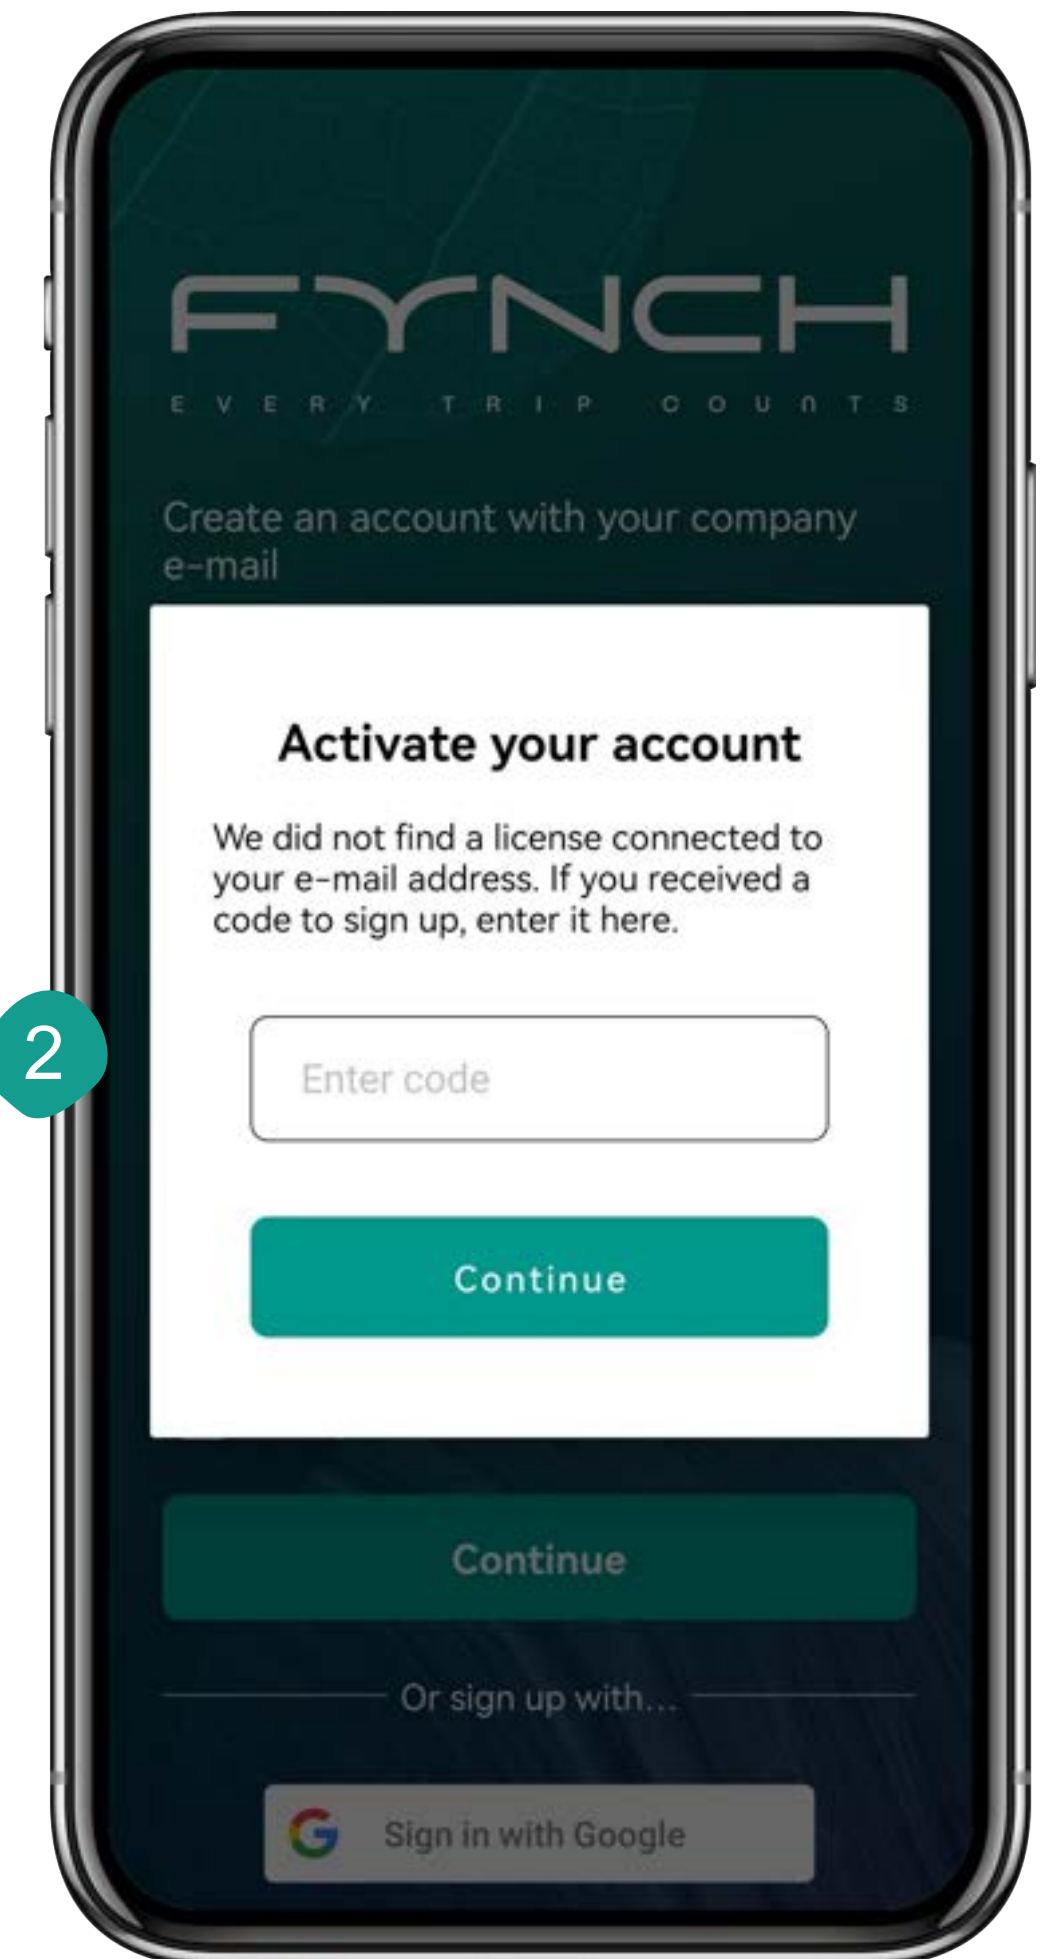 FYNCH
EVERY TRIP COUNTS
Create an account with your company
e-mail
Activate your account
We did not find a license connected to
your e-mail address. If you received a
code to sign up, enter it here.
2
Enter code
Continue
Continue
Or sign up with...
Sign in with Google